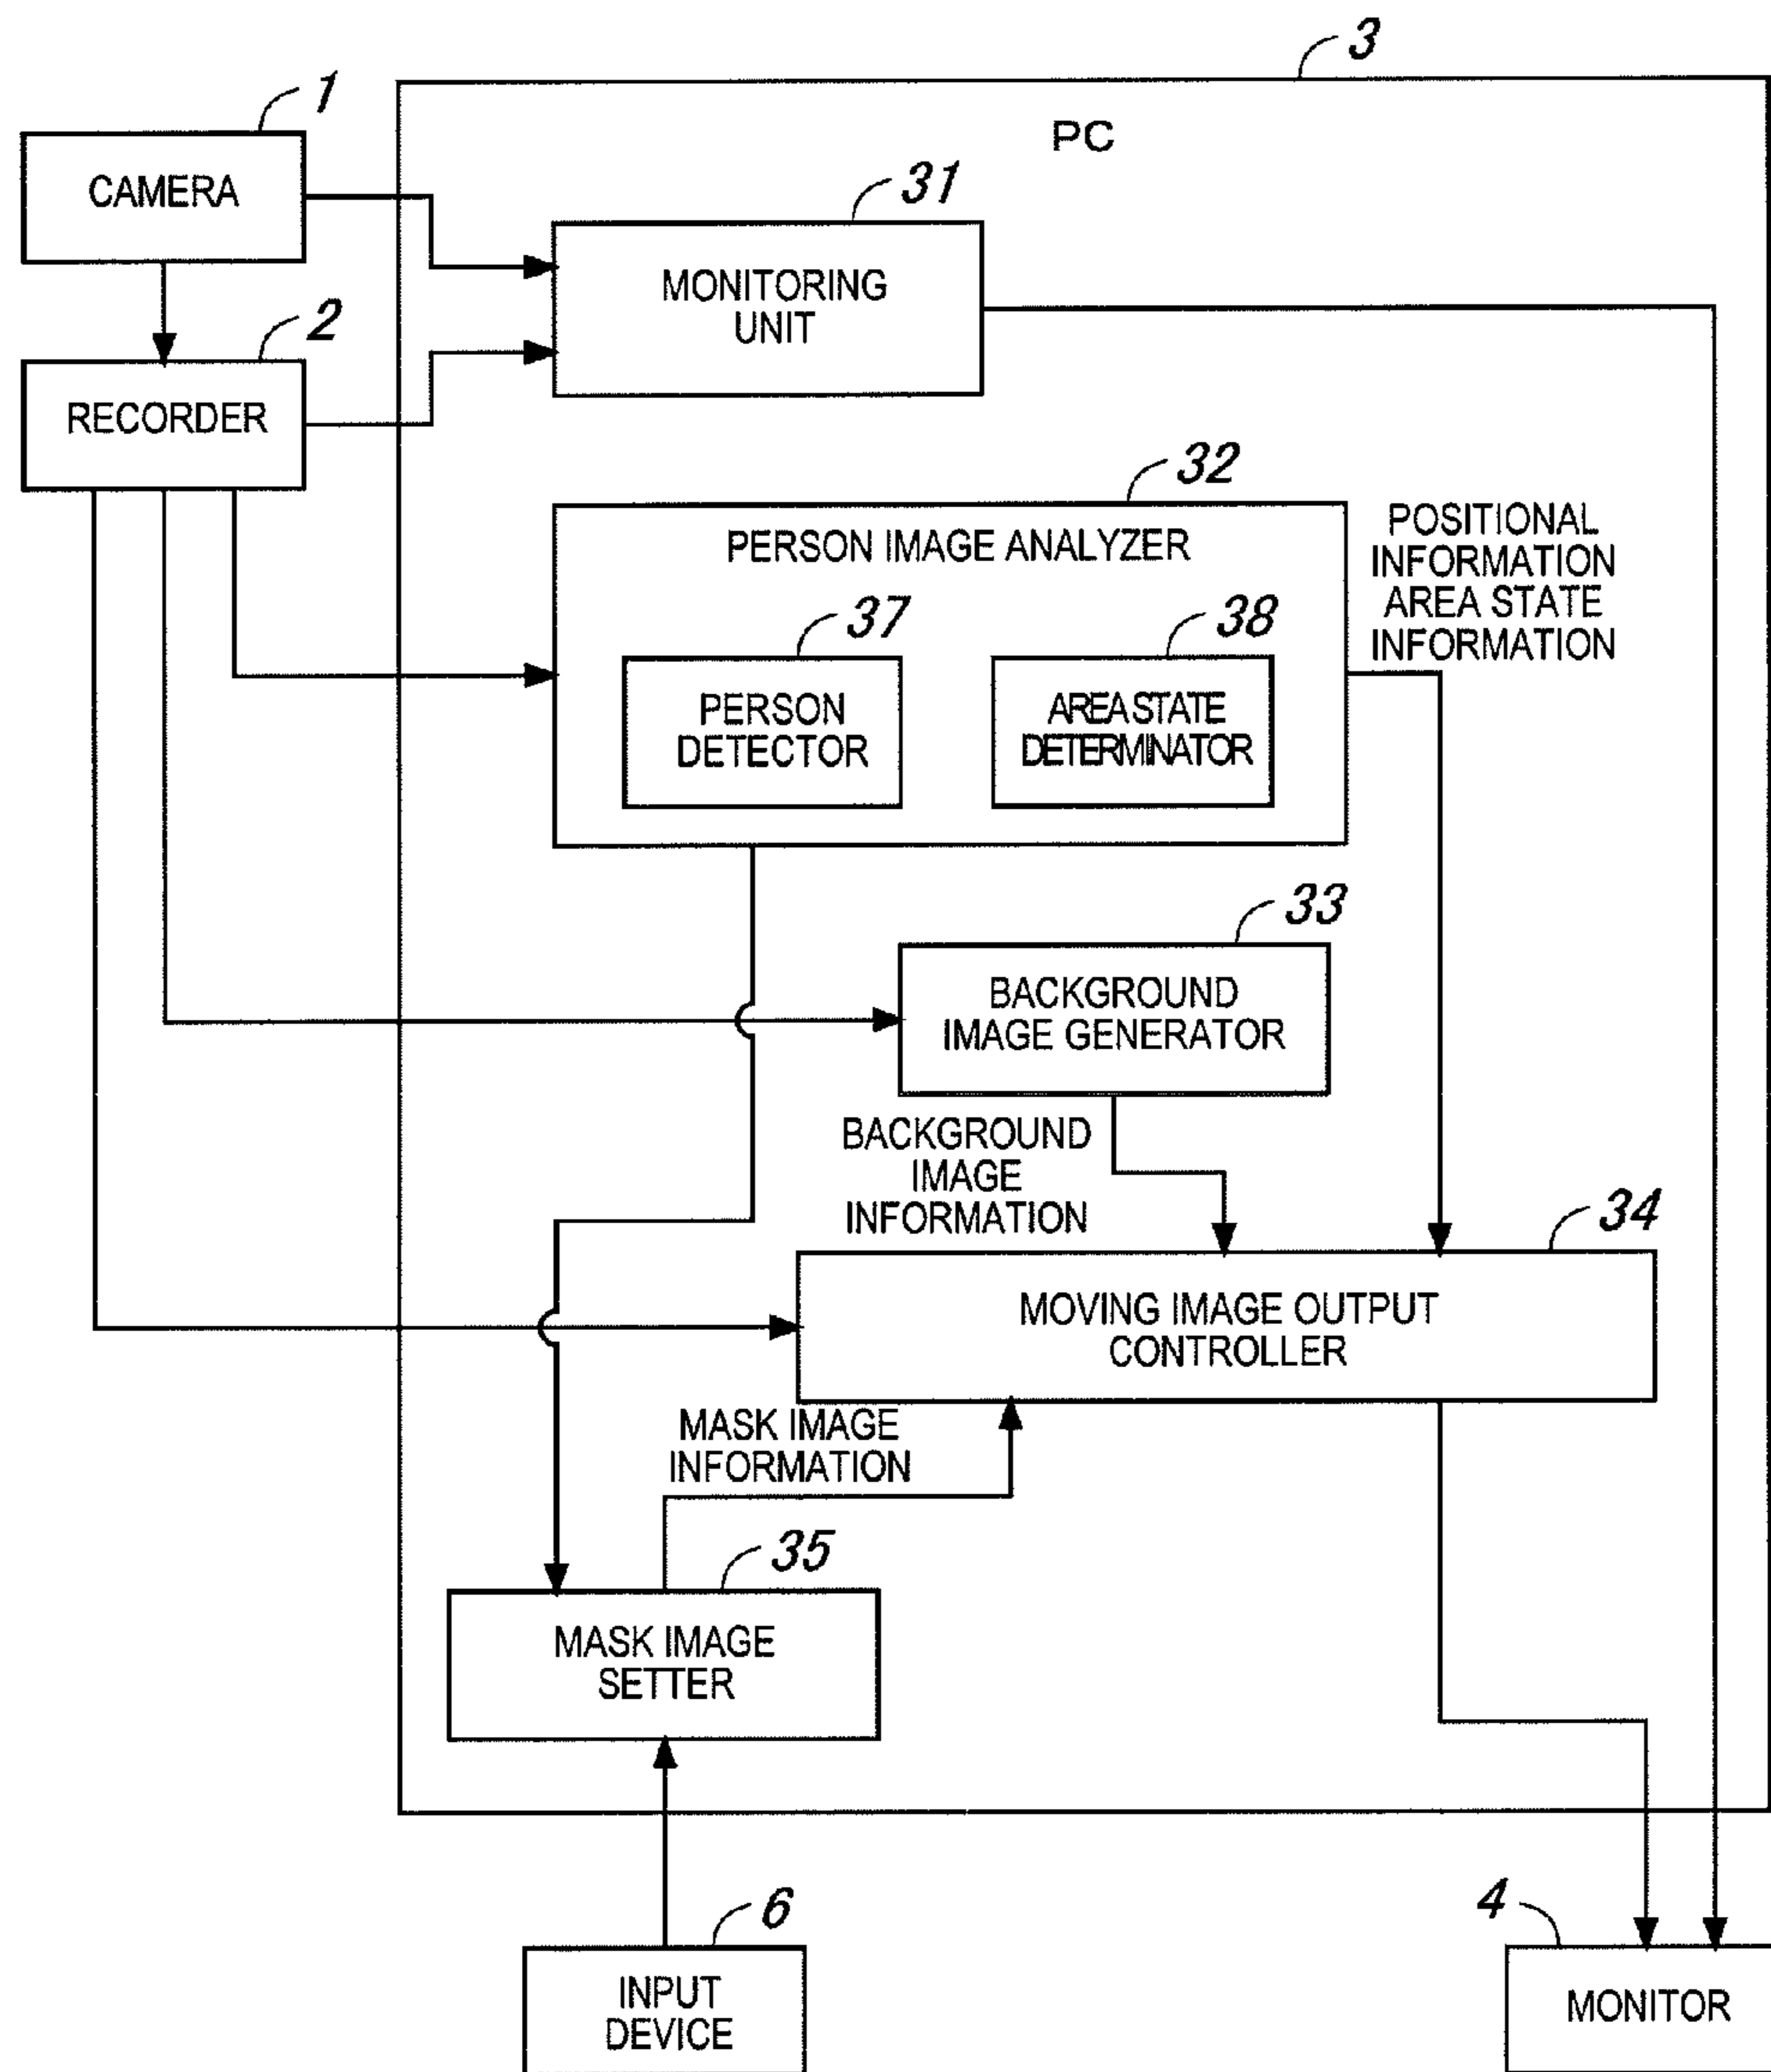 3
PC
1
CAMERA
31
MONITORING
UNIT
2
RECORDER
32
PERSON IMAGE ANALYZER
POSITIONAL
INFORMATION
AREA STATE
INFORMATION
37
PERSON
DETECTOR
38
AREA STATE
DETERMINATOR
33
BACKGROUND
IMAGE GENERATOR
BACKGROUND
IMAGE
INFORMATION
34
MOVING IMAGE OUTPUT
CONTROLLER
MASK IMAGE
INFORMATION
35
MASK IMAGE
SETTER
6
INPUT
DEVICE
4
MONITOR